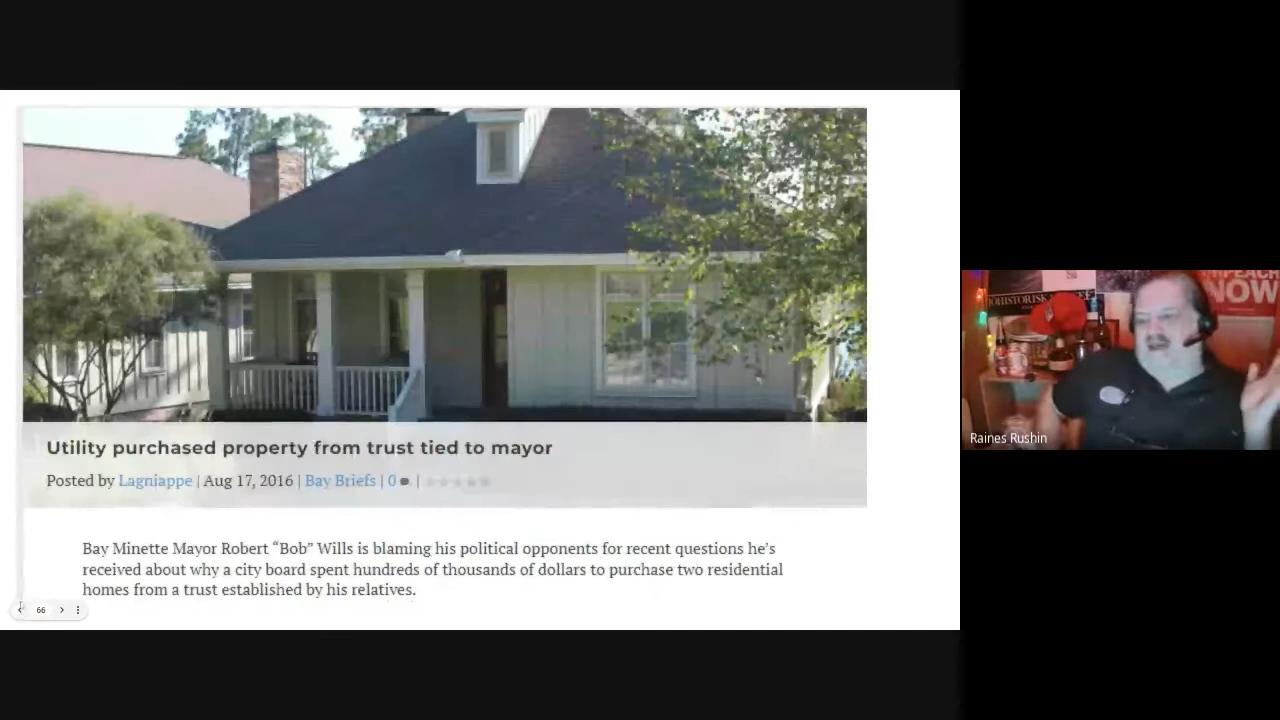 Utility purchased property from trust tied to mayor
Posted by Lagniappe | Aug 17, 2016 | Bay Briefs | 0 |
Bay Minette Mayor Robert “Bob” Wills is blaming his political opponents for recent questions he’s
received about why a city board spent hundreds of thousands of dollars to purchase two residential
homes from a trust established by his relatives.
66
NOW
Raines Rushin